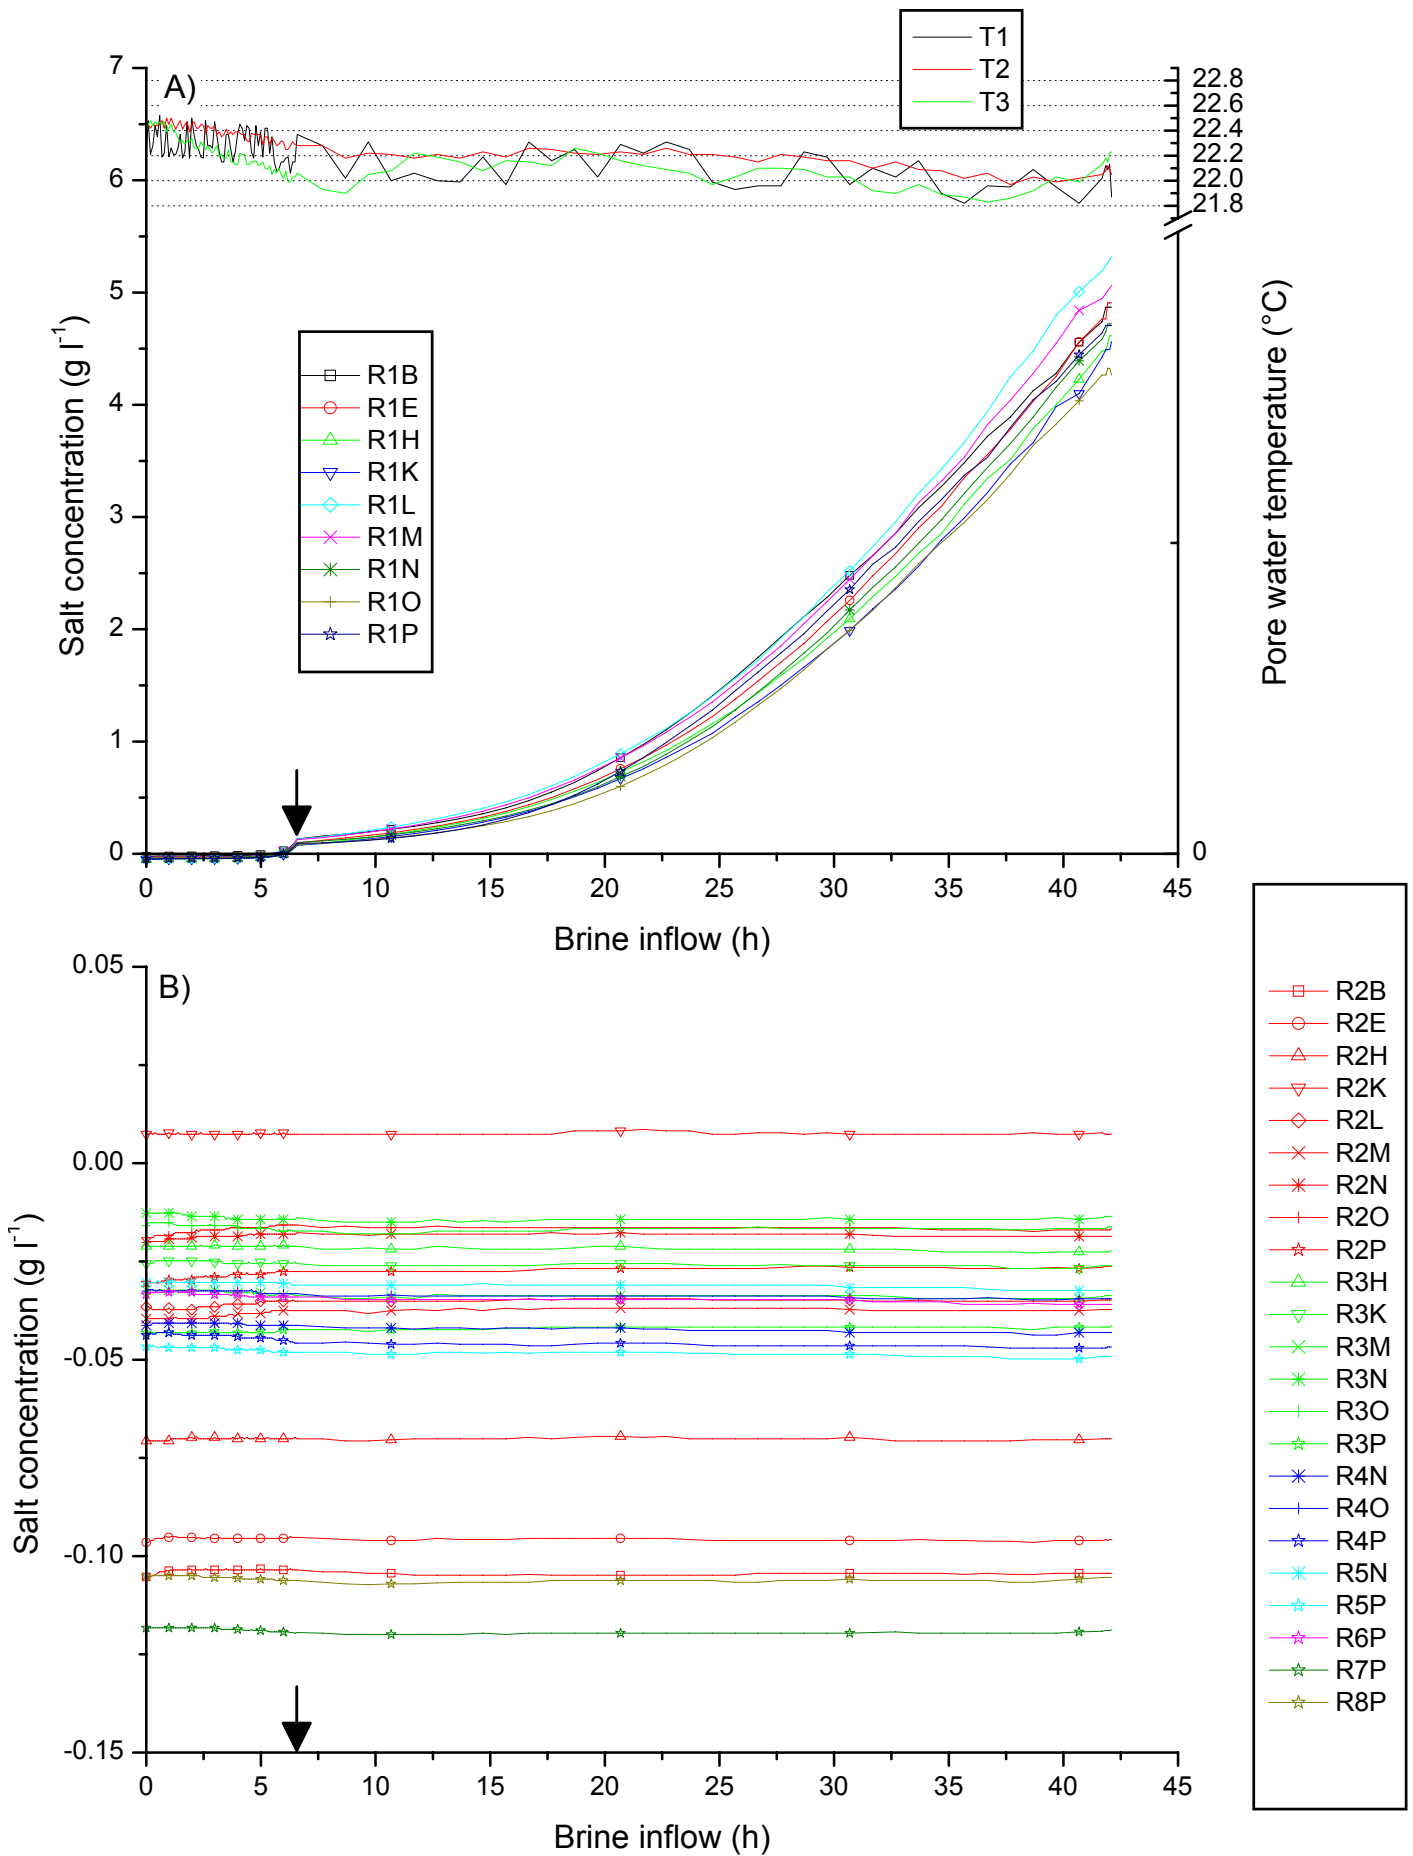 T1
T2
T3
A)
7
6
5
4
3
2
1
0
22.8
22.6
22.4
22.2
22.0
21.8
0
Salt concentration (g l-1)
Pore water temperature (°C)
R1B
R1E
R1H
R1K
R1L
R1M
R1N
R1O
R1P
0 5 10 15 20 25 30 35 40 45
Brine inflow (h)
B)
0.05
0.00
-0.05
-0.10
-0.15
Salt concentration (g l-1)
0 5 10 15 20 25 30 35 40 45
Brine inflow (h)
R2B
R2E
R2H
R2K
R2L
R2M
R2N
R2O
R2P
R3H
R3K
R3M
R3N
R3O
R3P
R4N
R4O
R4P
R5N
R5P
R6P
R7P
R8P